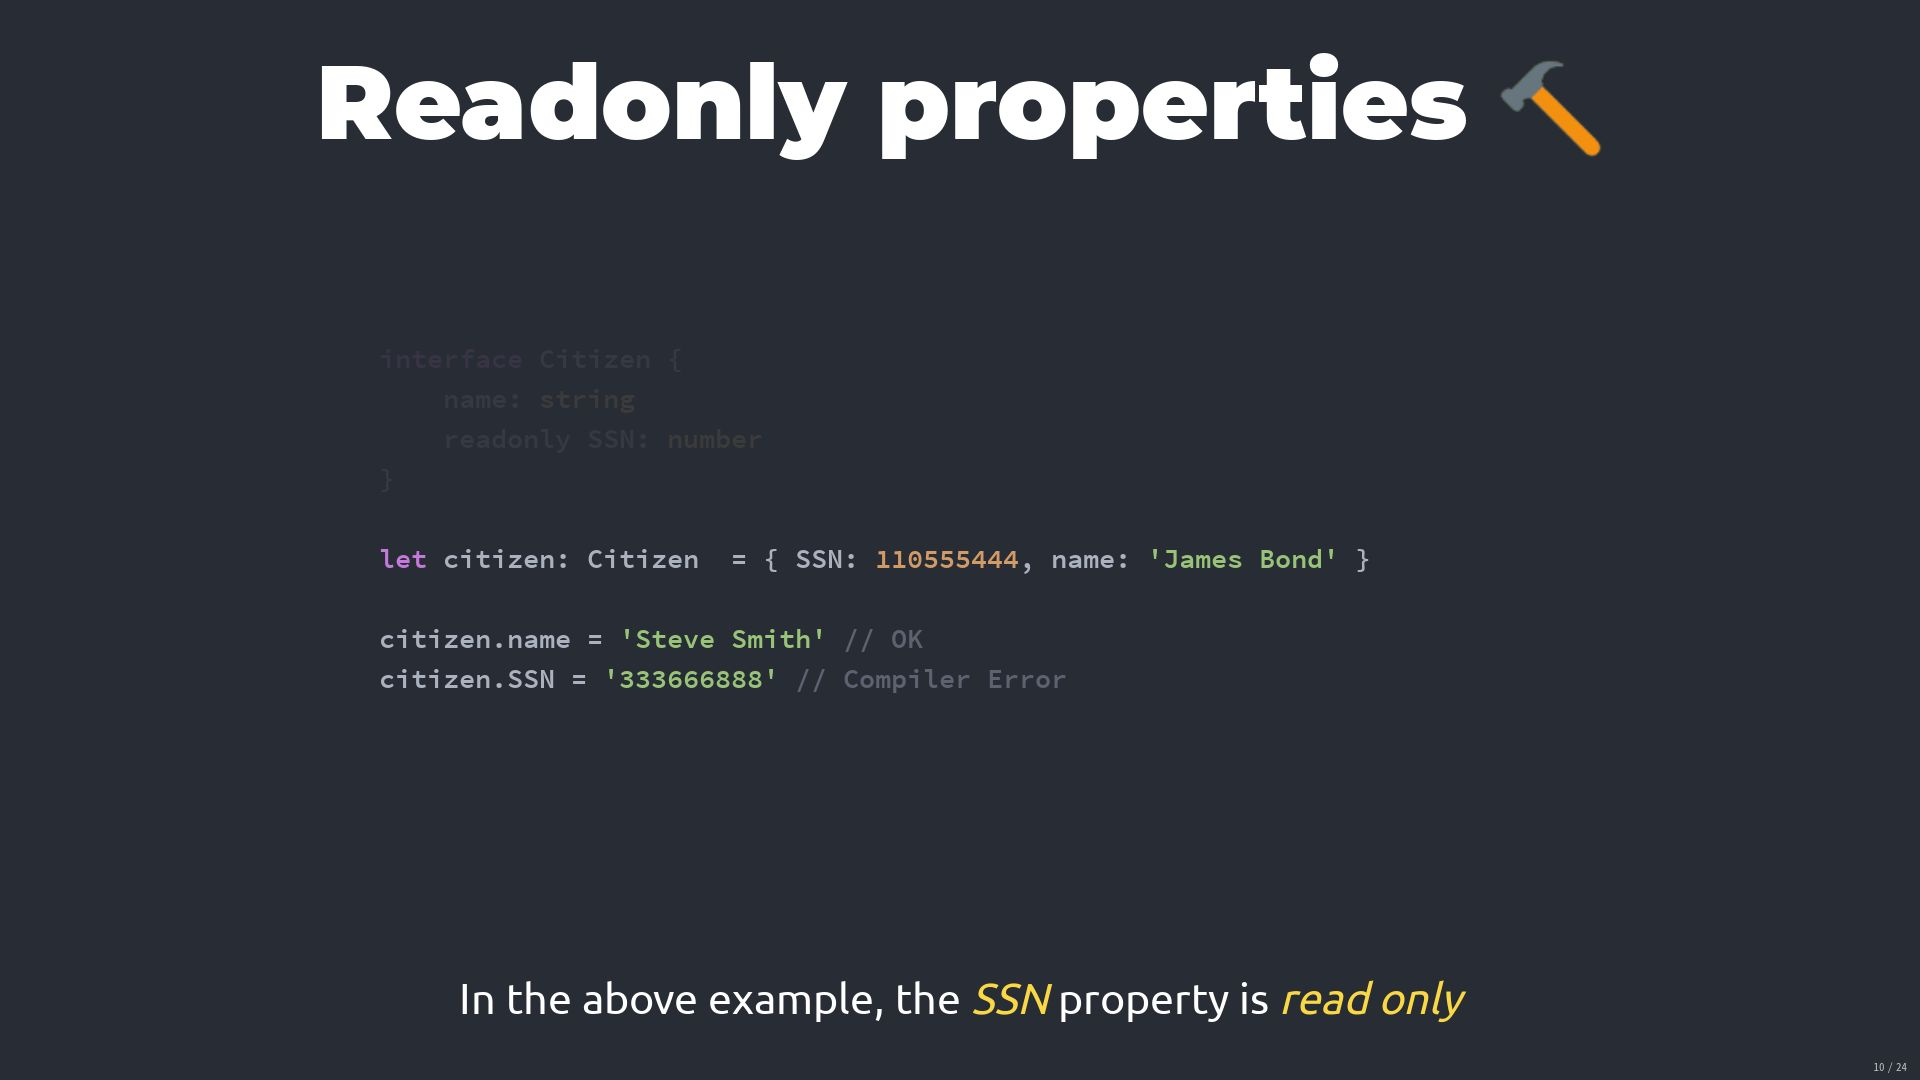 Readonly properties
interface Citizen {
    name: string
    readonly SSN: number
}
let citizen: Citizen  = { SSN: 110555444, name: 'James Bond' }
citizen.name = 'Steve Smith' // OK
citizen.SSN = '333666888' // Compiler Error
In the above example, the SSN property is read only
10 / 24